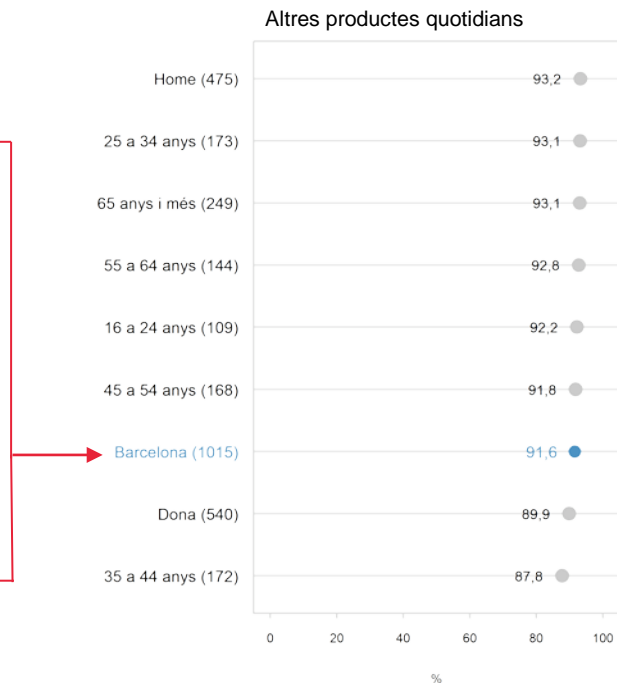 Altres productes quotidians
Home (475) 93,2
25 a 34 anys (173) 93,1
65 anys i més (249) 93,1
55 a 64 anys (144) 92,8
16 a 24 anys (109) 92,2
45 a 54 anys (168) 91,8
Barcelona (1015) 91,6
Dona (540) 89,9
35 a 44 anys (172) 87,8
0 20 40 60 80 100
%